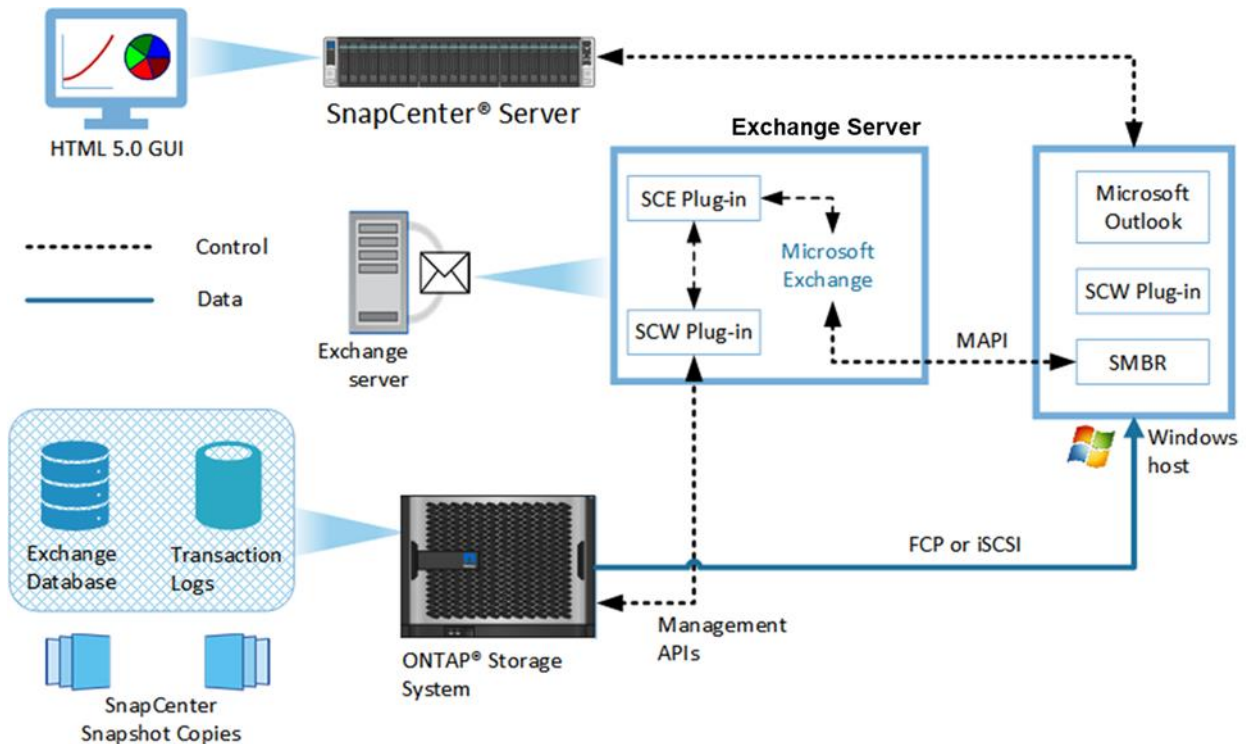 HTML 5.0 GUI
SnapCenter® Server
Control
Data
Exchange
server
Exchange Server
SCE Plug-in
Microsoft
Exchange
SCW Plug-in
MAPI
Microsoft
Outlook
SCW Plug-in
SMBR
Windows
host
Exchange
Database
Transaction
Logs
FCP or iSCSI
Management
APIs
ONTAP® Storage
System
SnapCenter
Snapshot Copies